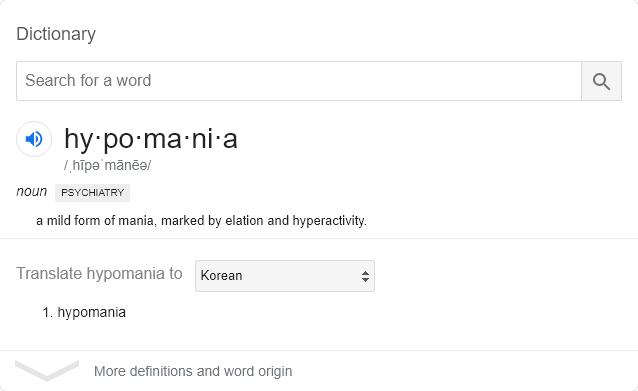 Dictionary
Search for a word
hy·po·ma·ni·a
/ˌhīpəˈmānēə/
noun PSYCHIATRY
a mild form of mania, marked by elation and hyperactivity.
Translate hypomania to Korean
1. hypomania
More definitions and word origin